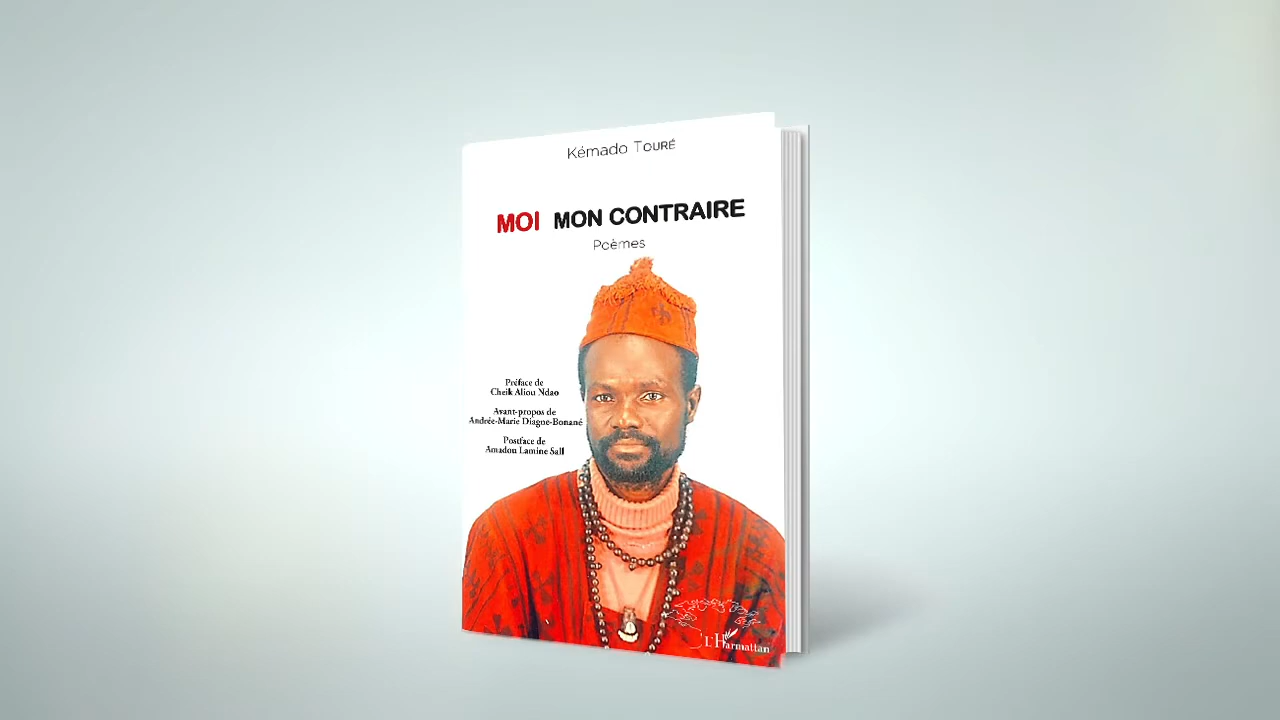 Kémado Touré
MOI MON CONTRAIRE
Poèmes
Préface de
Cheik Aliou Ndao
Avant-propos de
Andrée-Marie Diagne-Bonané
Postface de
Amadou Lamine Sall
L'Harmattan